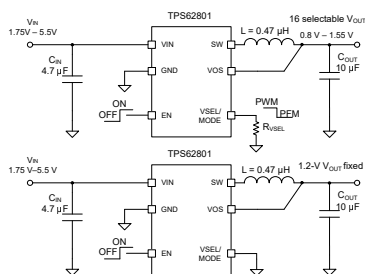 TPS62801
VIN
1.75V – 5.5V
L = 0.47 µH
16 selectable VOUT
0.8 V – 1.55 V
VIN
SW
CIN
4.7 µF
GND
VOS
COUT
10 µF
ON
OFF
EN
VSEL/
MODE
PWM
PFM
RVSEL
TPS62801
VIN
1.75 V–5.5 V
L = 0.47 µH
1.2-V VOUT fixed
VIN
SW
CIN
4.7 µF
GND
VOS
COUT
10 µF
ON
OFF
EN
VSEL/
MODE